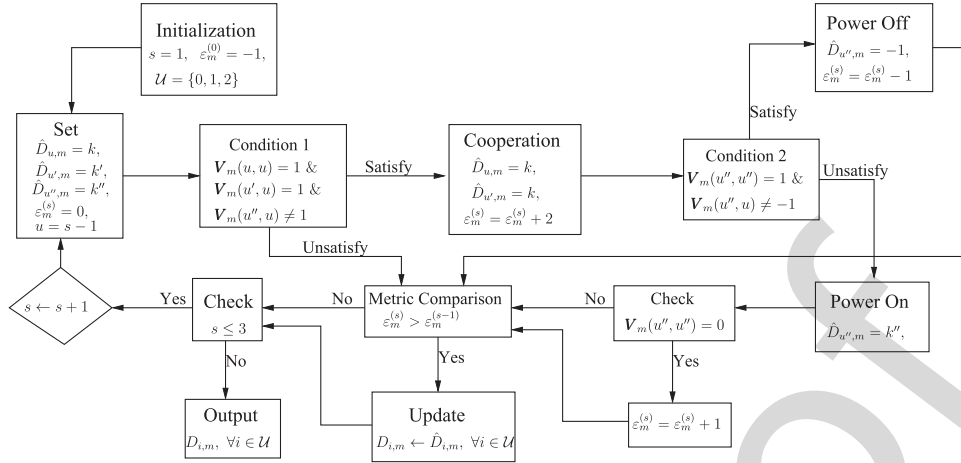 Initialization
s = 1, ε_m^{(0)} = −1,
𝒰 = {0, 1, 2}
Power Off
D̂_{u″,m} = −1,
ε_m^{(s)} = ε_m^{(s)} − 1
Set
D̂_{u,m} = k,
D̂_{u′,m} = k′,
D̂_{u″,m} = k″,
ε_m^{(s)} = 0,
u = s − 1
Condition 1
V_m(u, u) = 1 &
V_m(u′, u) = 1 &
V_m(u″, u) ≠ 1
Satisfy
Unsatisfy
Cooperation
D̂_{u,m} = k,
D̂_{u′,m} = k,
ε_m^{(s)} = ε_m^{(s)} + 2
Condition 2
V_m(u″, u″) = 1 &
V_m(u″, u) ≠ −1
Satisfy
Unsatisfy
s ← s + 1
Yes
Check
s ≤ 3
No
No
Metric Comparison
ε_m^{(s)} > ε_m^{(s−1)}
Yes
No
Check
V_m(u″, u″) = 0
Yes
Power On
D̂_{u″,m} = k″,
Output
D_{i,m}, ∀i ∈ 𝒰
Update
D_{i,m} ← D̂_{i,m}, ∀i ∈ 𝒰
ε_m^{(s)} = ε_m^{(s)} + 1
of